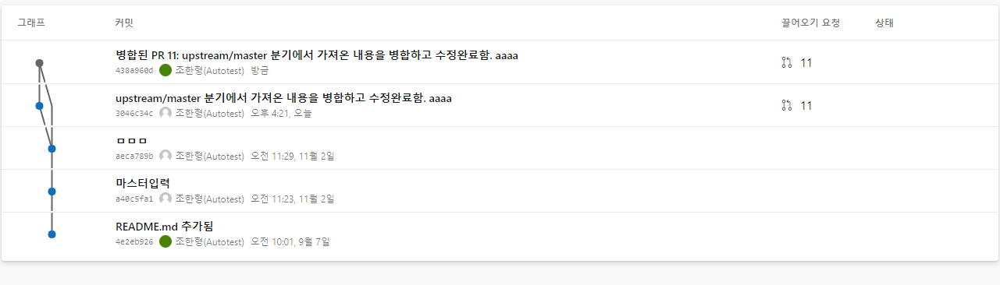 그래프 커밋 끌어오기 요청 상태
병합된 PR 11: upstream/master 분기에서 가져온 내용을 병합하고 수정완료함. aaaa
438a960d 조한형(Autotest) 방금 11
upstream/master 분기에서 가져온 내용을 병합하고 수정완료함. aaaa
3046c34c 조한형(Autotest) 오후 4:21, 오늘 11
ㅁㅁㅁ
aeca789b 조한형(Autotest) 오전 11:29, 11월 2일
마스터입력
a40c5fa1 조한형(Autotest) 오전 11:23, 11월 2일
README.md 추가됨
4e2eb926 조한형(Autotest) 오전 10:01, 9월 7일